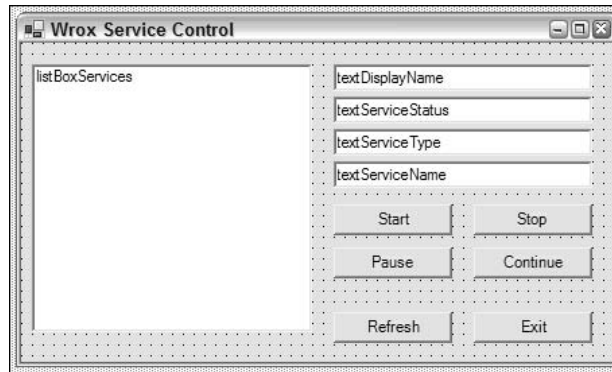 Wrox Service Control
listBoxServices
textDisplayName
textServiceStatus
textServiceType
textServiceName
Start
Stop
Pause
Continue
Refresh
Exit